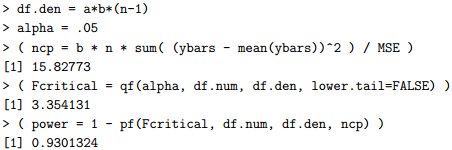 > df.den = a*b*(n-1)
> alpha = .05
> ( ncp = b * n * sum( (ybars - mean(ybars))^2 ) / MSE )
[1] 15.82773
> ( Fcritical = qf(alpha, df.num, df.den, lower.tail=FALSE) )
[1] 3.354131
> ( power = 1 - pf(Fcritical, df.num, df.den, ncp) )
[1] 0.9301324